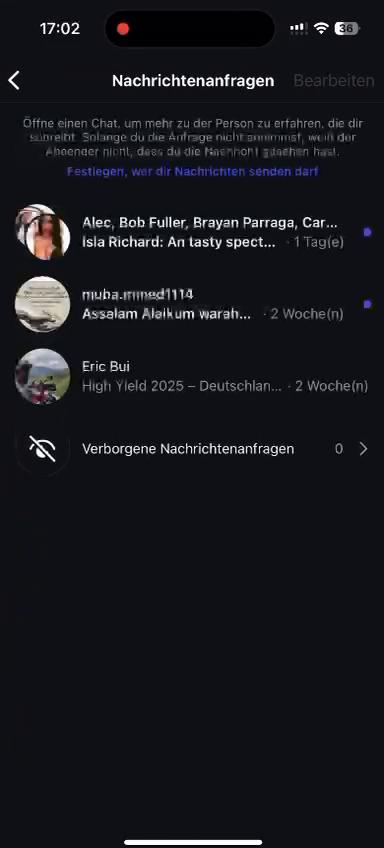 17:02
36
Nachrichtenanfragen
Bearbeiten
Öffne einen Chat, um mehr zu der Person zu erfahren, die dir
schreibt. Solange du die Anfrage nicht annimmst, weiß der
Absender nicht, dass du die Nachricht gesehen hast.
Festlegen, wer dir Nachrichten senden darf
Alec, Bob Fuller, Brayan Parraga, Car...
Isla Richard: An tasty spect... · 1 Tag(e)
muha.mmed1114
Assalam Alaikum warah... · 2 Woche(n)
Eric Bui
High Yield 2025 – Deutschlan... · 2 Woche(n)
Verborgene Nachrichtenanfragen
0